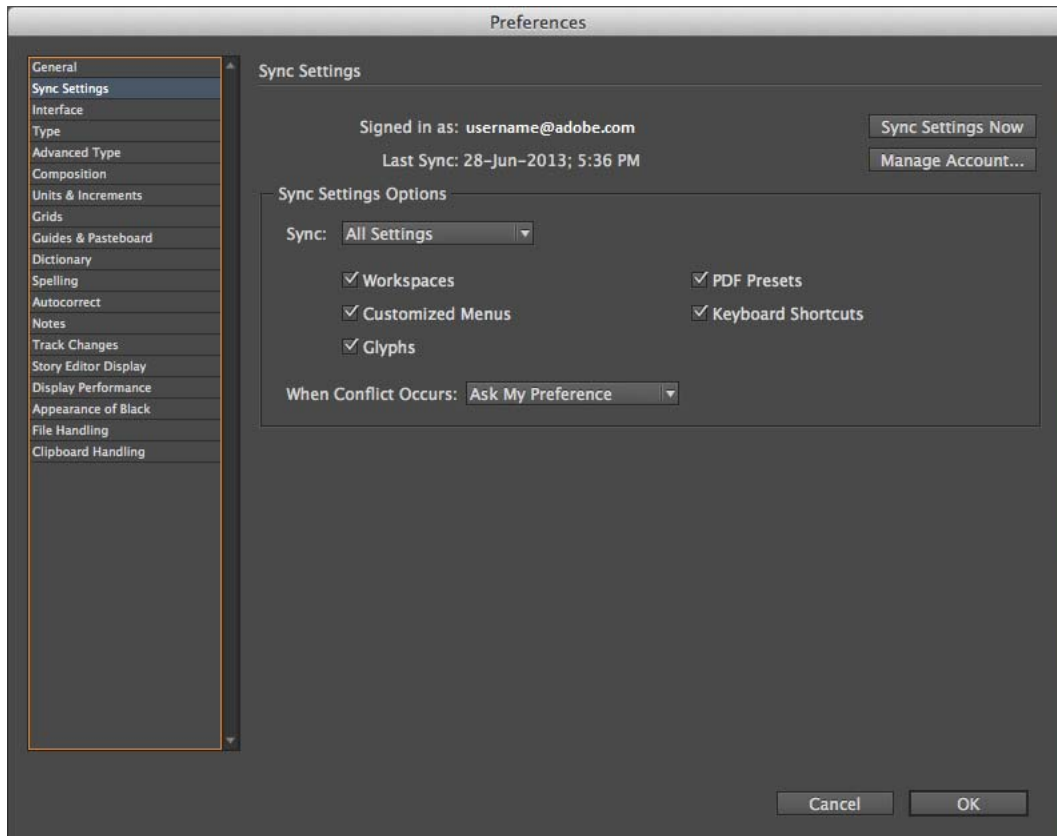 Preferences
General
Sync Settings
Interface
Type
Advanced Type
Composition
Units & Increments
Grids
Guides & Pasteboard
Dictionary
Spelling
Autocorrect
Notes
Track Changes
Story Editor Display
Display Performance
Appearance of Black
File Handling
Clipboard Handling
Sync Settings
Signed in as: username@adobe.com
Sync Settings Now
Last Sync: 28-Jun-2013; 5:36 PM
Manage Account...
Sync Settings Options
Sync: All Settings
Workspaces
PDF Presets
Customized Menus
Keyboard Shortcuts
Glyphs
When Conflict Occurs: Ask My Preference
Cancel
OK